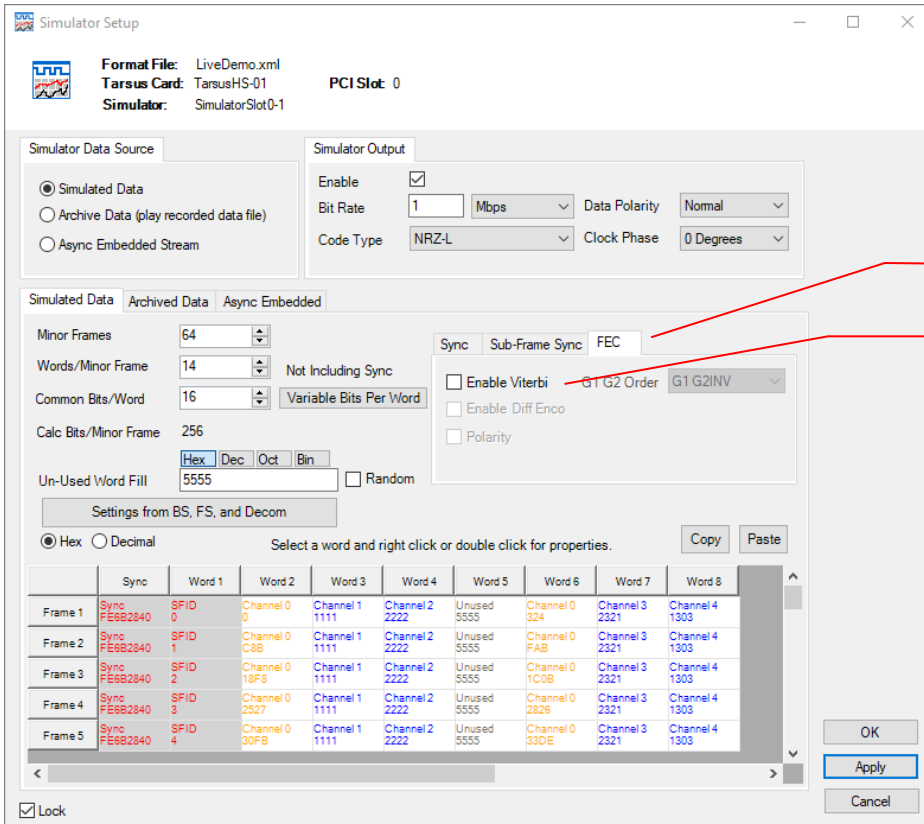 Simulator Setup
Format File: LiveDemo.xml
Tarsus Card: TarsusHS-01 PCI Slot: 0
Simulator: SimulatorSlot0-1
Simulator Data Source
Simulated Data
Archive Data (play recorded data file)
Async Embedded Stream
Simulator Output
Enable
Bit Rate 1 Mbps Data Polarity Normal
Code Type NRZ-L Clock Phase 0 Degrees
Simulated Data Archived Data Async Embedded
Minor Frames 64
Words/Minor Frame 14 Not Including Sync
Common Bits/Word 16 Variable Bits Per Word
Calc Bits/Minor Frame 256
Hex Dec Oct Bin
Un-Used Word Fill 5555 Random
Settings from BS, FS, and Decom
Sync Sub-Frame Sync FEC
Enable Viterbi G1 G2 Order G1 G2INV
Enable Diff Enco
Polarity
Hex Decimal Select a word and right click or double click for properties. Copy Paste
Sync Word 1 Word 2 Word 3 Word 4 Word 5 Word 6 Word 7 Word 8
Frame 1
Sync SFID Channel 0 Channel 1 Channel 2 Unused Channel 0 Channel 3 Channel 4
FE6B2840 0 0 1111 2222 5555 324 2321 1303
Frame 2
Sync SFID Channel 0 Channel 1 Channel 2 Unused Channel 0 Channel 3 Channel 4
FE6B2840 1 C8B 1111 2222 5555 FAB 2321 1303
Frame 3
Sync SFID Channel 0 Channel 1 Channel 2 Unused Channel 0 Channel 3 Channel 4
FE6B2840 2 18F8 1111 2222 5555 1C0B 2321 1303
Frame 4
Sync SFID Channel 0 Channel 1 Channel 2 Unused Channel 0 Channel 3 Channel 4
FE6B2840 3 2527 1111 2222 5555 2826 2321 1303
Frame 5
Sync SFID Channel 0 Channel 1 Channel 2 Unused Channel 0 Channel 3 Channel 4
FE6B2840 4 30FB 1111 2222 5555 33DE 2321 1303
OK
Apply
Cancel
Lock